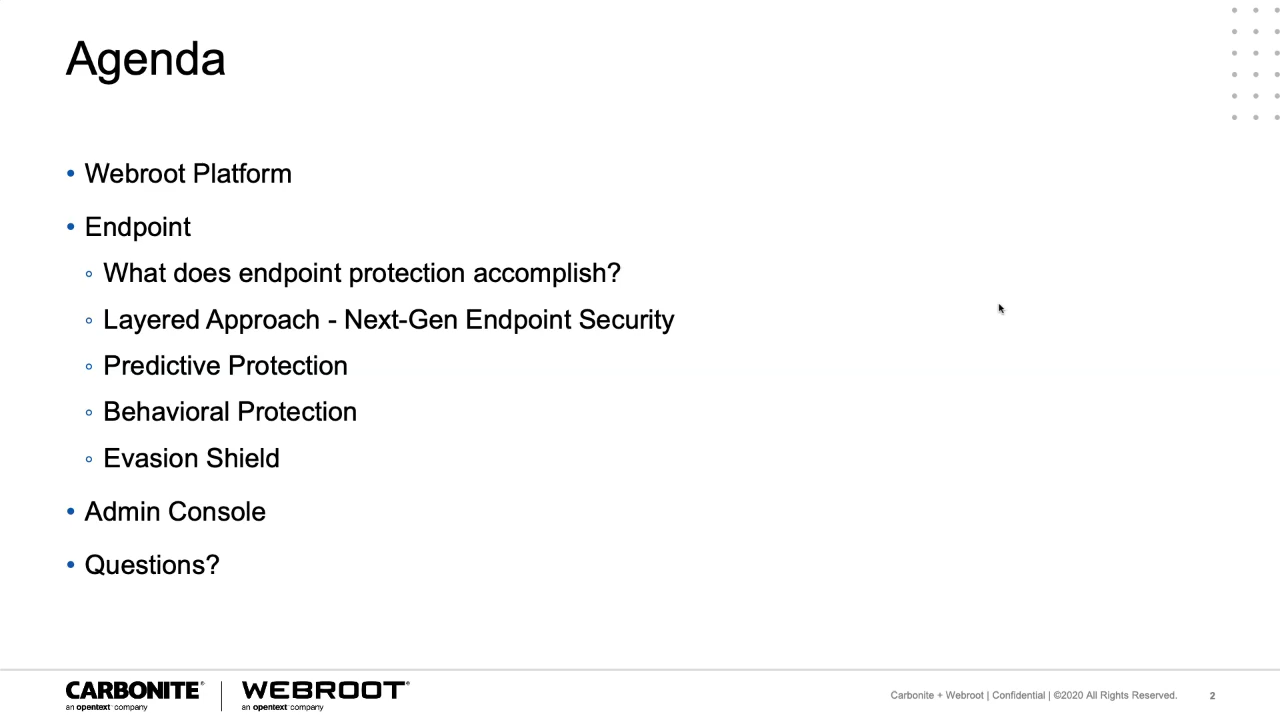 Agenda
• Webroot Platform
• Endpoint
◦ What does endpoint protection accomplish?
◦ Layered Approach - Next-Gen Endpoint Security
◦ Predictive Protection
◦ Behavioral Protection
◦ Evasion Shield
• Admin Console
• Questions?
CARBONITE® WEBROOT®
an opentext™ company an opentext™ company
Carbonite + Webroot | Confidential | ©2020 All Rights Reserved. 2